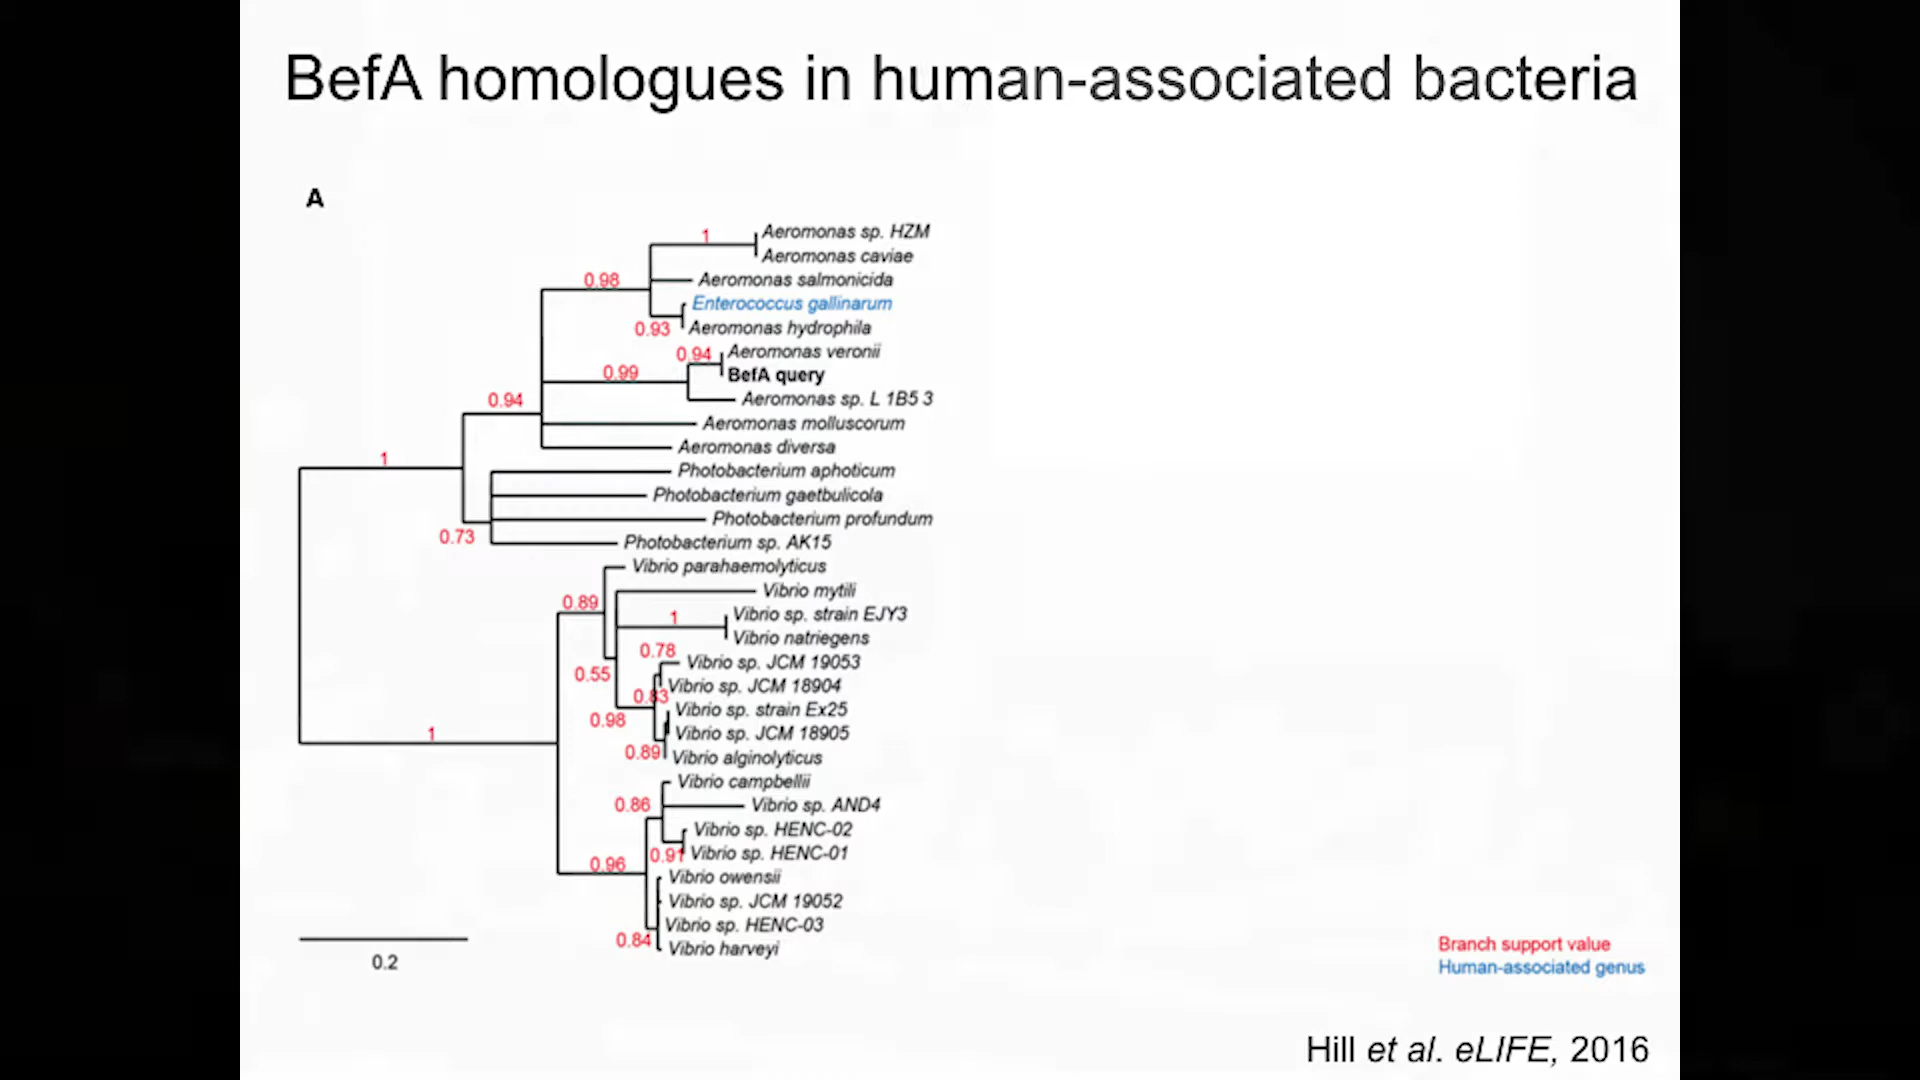 BefA homologues in human-associated bacteria
A
1
Aeromonas sp. HZM
Aeromonas caviae
0.98
Aeromonas salmonicida
Enterococcus gallinarum
0.93
Aeromonas hydrophila
0.94
Aeromonas veronii
0.99
BefA query
0.94
Aeromonas sp. L 1B5 3
Aeromonas molluscorum
Aeromonas diversa
1
Photobacterium aphoticum
Photobacterium gaetbulicola
Photobacterium profundum
0.73
Photobacterium sp. AK15
Vibrio parahaemolyticus
Vibrio mytili
0.89
1
Vibrio sp. strain EJY3
Vibrio natriegens
0.78
Vibrio sp. JCM 19053
0.55
0.83
Vibrio sp. JCM 18904
Vibrio sp. strain Ex25
0.98
Vibrio sp. JCM 18905
1
0.89
Vibrio alginolyticus
Vibrio campbellii
0.86
Vibrio sp. AND4
Vibrio sp. HENC-02
0.91
Vibrio sp. HENC-01
0.96
Vibrio owensii
Vibrio sp. JCM 19052
Vibrio sp. HENC-03
0.84
Vibrio harveyi
0.2
Branch support value
Human-associated genus
Hill et al. eLIFE, 2016